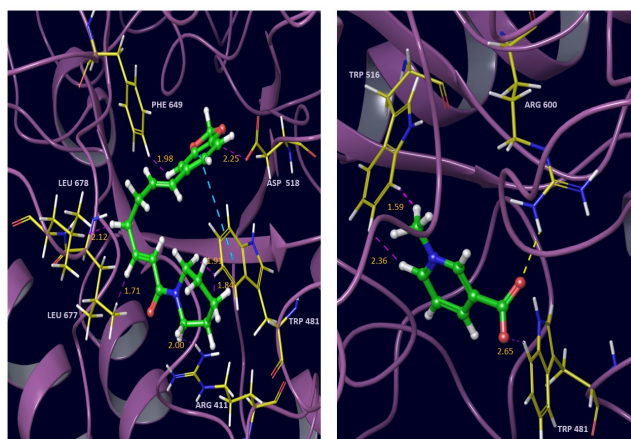 PHE 649
1.98
2.25
ASP 518
LEU 678
2.12
1.93
1.84
1.71
LEU 677
TRP 481
2.00
ARG 411
TRP 516
ARG 600
1.59
2.36
2.65
TRP 481